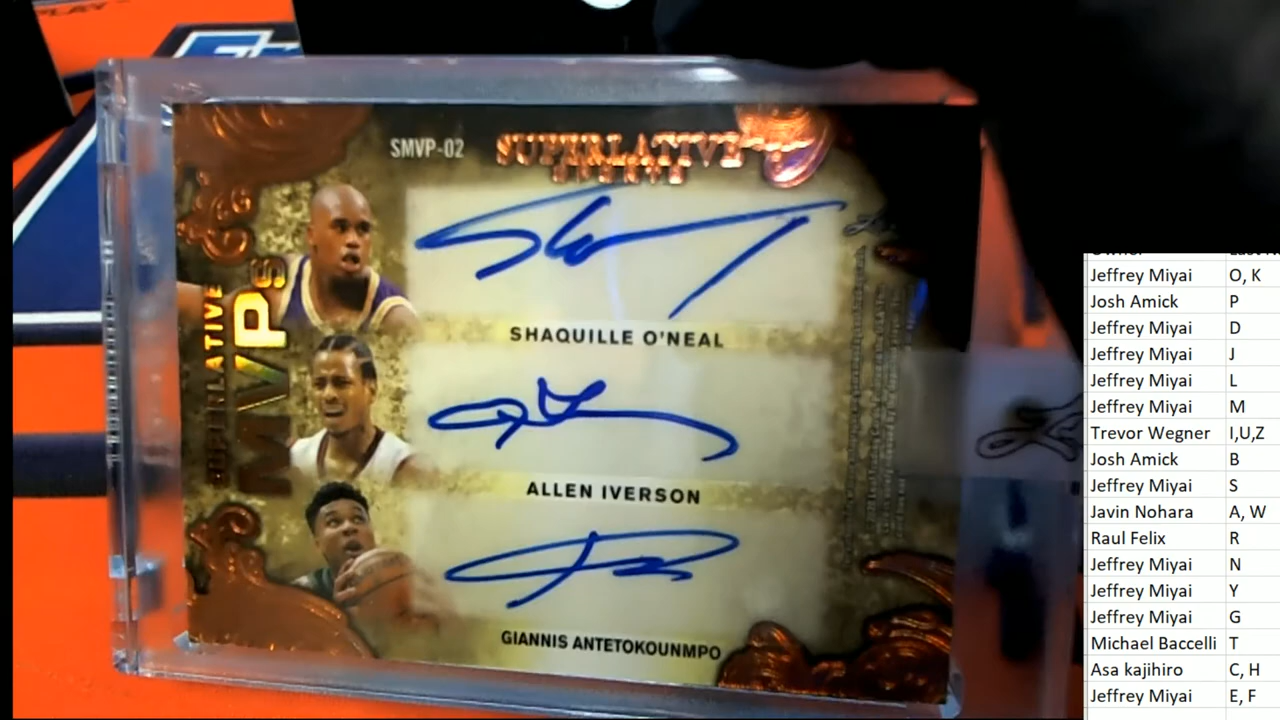 SMVP-02
SUPERLATIVE
SUPERLATIVE
MVPs
SHAQUILLE O'NEAL
ALLEN IVERSON
GIANNIS ANTETOKOUNMPO
Jeffrey Miyai O, K
Josh Amick P
Jeffrey Miyai D
Jeffrey Miyai J
Jeffrey Miyai L
Jeffrey Miyai M
Trevor Wegner I,U,Z
Josh Amick B
Jeffrey Miyai S
Javin Nohara A, W
Raul Felix R
Jeffrey Miyai N
Jeffrey Miyai Y
Jeffrey Miyai G
Michael Baccelli T
Asa kajihiro C, H
Jeffrey Miyai E, F